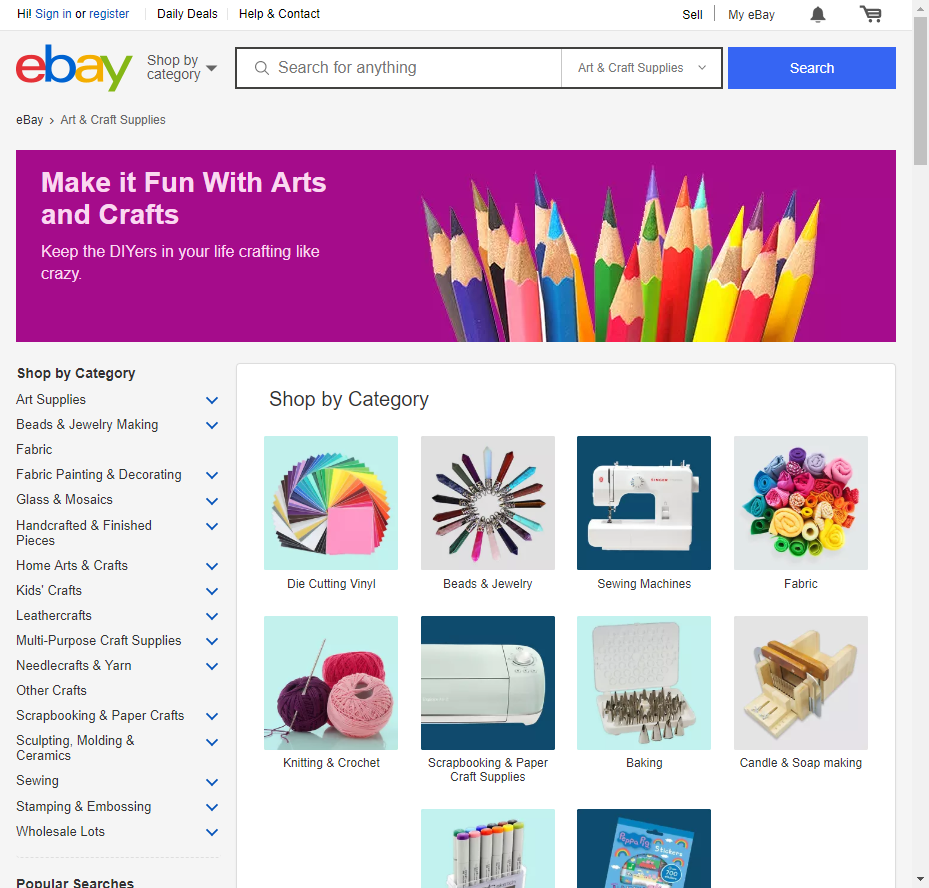 Hi! Sign in or register
Daily Deals
Help & Contact
Sell
My eBay
ebay
Shop by
category
Search for anything
Art & Craft Supplies
Search
eBay > Art & Craft Supplies
Make it Fun With Arts
and Crafts
Keep the DIYers in your life crafting like
crazy.
Shop by Category
Art Supplies
Beads & Jewelry Making
Fabric
Fabric Painting & Decorating
Glass & Mosaics
Handcrafted & Finished
Pieces
Home Arts & Crafts
Kids' Crafts
Leathercrafts
Multi-Purpose Craft Supplies
Needlecrafts & Yarn
Other Crafts
Scrapbooking & Paper Crafts
Sculpting, Molding &
Ceramics
Sewing
Stamping & Embossing
Wholesale Lots
Popular Searches
Shop by Category
Die Cutting Vinyl
Beads & Jewelry
SINGER
Sewing Machines
Fabric
Knitting & Crochet
Scrapbooking & Paper
Craft Supplies
Baking
Candle & Soap making
Peppa Pig
Stickers
700